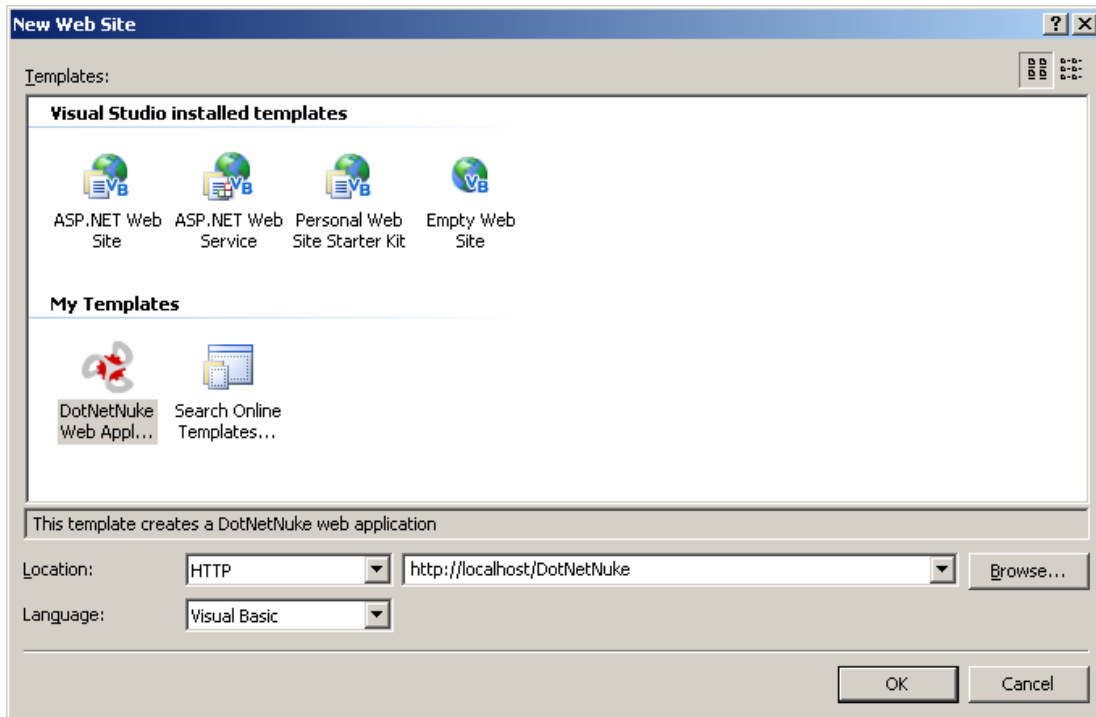 New Web Site
Templates:
Visual Studio installed templates
ASP.NET Web Site
ASP.NET Web Service
Personal Web Site Starter Kit
Empty Web Site
My Templates
DotNetNuke Web Appl...
Search Online Templates...
This template creates a DotNetNuke web application
Location: HTTP http://localhost/DotNetNuke Browse...
Language: Visual Basic
OK Cancel